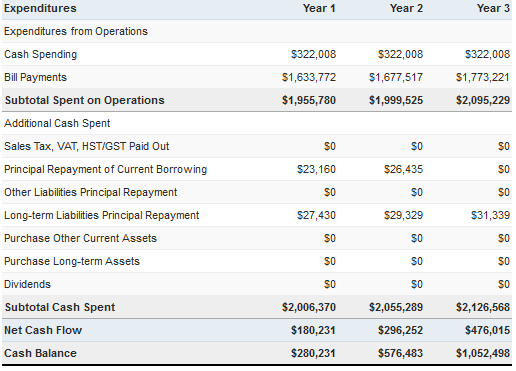 Expenditures Year 1 Year 2 Year 3
Expenditures from Operations
Cash Spending $322,008 $322,008 $322,008
Bill Payments $1,633,772 $1,677,517 $1,773,221
Subtotal Spent on Operations $1,955,780 $1,999,525 $2,095,229
Additional Cash Spent
Sales Tax, VAT, HST/GST Paid Out $0 $0 $0
Principal Repayment of Current Borrowing $23,160 $26,435 $0
Other Liabilities Principal Repayment $0 $0 $0
Long-term Liabilities Principal Repayment $27,430 $29,329 $31,339
Purchase Other Current Assets $0 $0 $0
Purchase Long-term Assets $0 $0 $0
Dividends $0 $0 $0
Subtotal Cash Spent $2,006,370 $2,055,289 $2,126,568
Net Cash Flow $180,231 $296,252 $476,015
Cash Balance $280,231 $576,483 $1,052,498